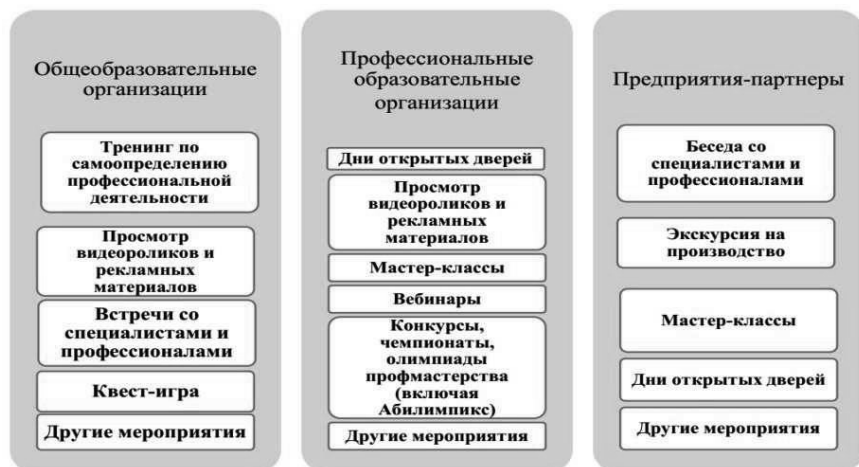 Общеобразовательные
организации
Тренинг по
самоопределению
профессиональной
деятельности
Просмотр
видеороликов и
рекламных
материалов
Встречи со
специалистами и
профессионалами
Квест-игра
Другие мероприятия
Профессиональные
образовательные
организации
Дни открытых дверей
Просмотр
видеороликов и
рекламных
материалов
Мастер-классы
Вебинары
Конкурсы,
чемпионаты,
олимпиады
профмастерства
(включая
Абилимпикс)
Другие мероприятия
Предприятия-партнеры
Беседа со
специалистами и
профессионалами
Экскурсия на
производство
Мастер-классы
Дни открытых дверей
Другие мероприятия